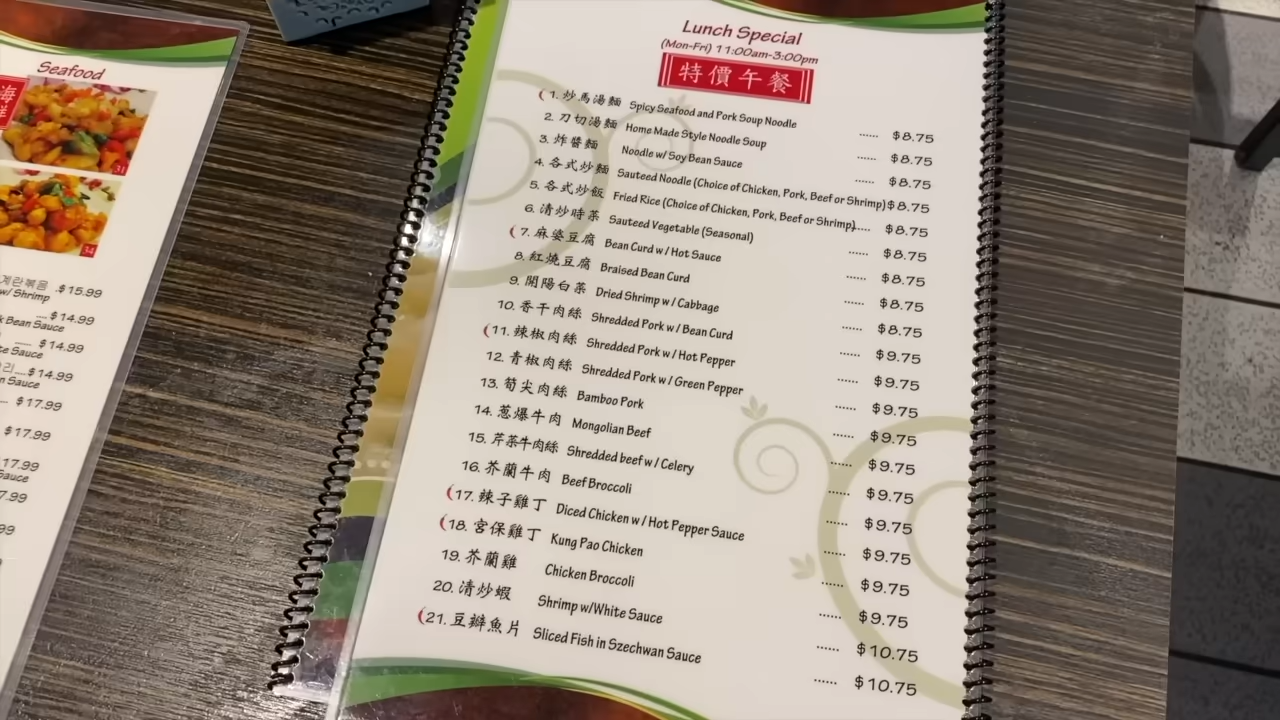 Seafood
海
鮮
31
34
계란볶음 .$15.99
w/ Shrimp
.... $14.99
k Bean Sauce
...... $14.99
te Sauce
리....$14.99
n Sauce
... $17.99
$17.99
17.99
Sauce
7.99
99
Lunch Special
(Mon-Fri) 11:00am-3:00pm
特價午餐
1. 炒馬湯麵 Spicy Seafood and Pork Soup Noodle ...... $8.75
2. 刀切湯麵 Home Made Style Noodle Soup ...... $8.75
3. 炸醬麵 Noodle w/ Soy Bean Sauce ...... $8.75
4. 各式炒麵 Sauteed Noodle (Choice of Chicken, Pork, Beef or Shrimp) $8.75
5. 各式炒飯 Fried Rice (Choice of Chicken, Pork, Beef or Shrimp)..... $8.75
6. 清炒時菜 Sauteed Vegetable (Seasonal) ...... $8.75
7. 麻婆豆腐 Bean Curd w/ Hot Sauce ...... $8.75
8. 紅燒豆腐 Braised Bean Curd ...... $8.75
9. 開陽白菜 Dried Shrimp w/ Cabbage ...... $8.75
10. 香干肉絲 Shredded Pork w/ Bean Curd ...... $9.75
11. 辣椒肉絲 Shredded Pork w/ Hot Pepper ...... $9.75
12. 青椒肉絲 Shredded Pork w/ Green Pepper ...... $9.75
13. 筍尖肉絲 Bamboo Pork ...... $9.75
14. 蔥爆牛肉 Mongolian Beef ...... $9.75
15. 芹菜牛肉絲 Shredded beef w/ Celery ...... $9.75
16. 芥蘭牛肉 Beef Broccoli ...... $9.75
17. 辣子雞丁 Diced Chicken w/ Hot Pepper Sauce ...... $9.75
18. 宮保雞丁 Kung Pao Chicken ...... $9.75
19. 芥蘭雞 Chicken Broccoli ...... $9.75
20. 清炒蝦 Shrimp w/White Sauce ...... $10.75
21. 豆瓣魚片 Sliced Fish in Szechwan Sauce ...... $10.75